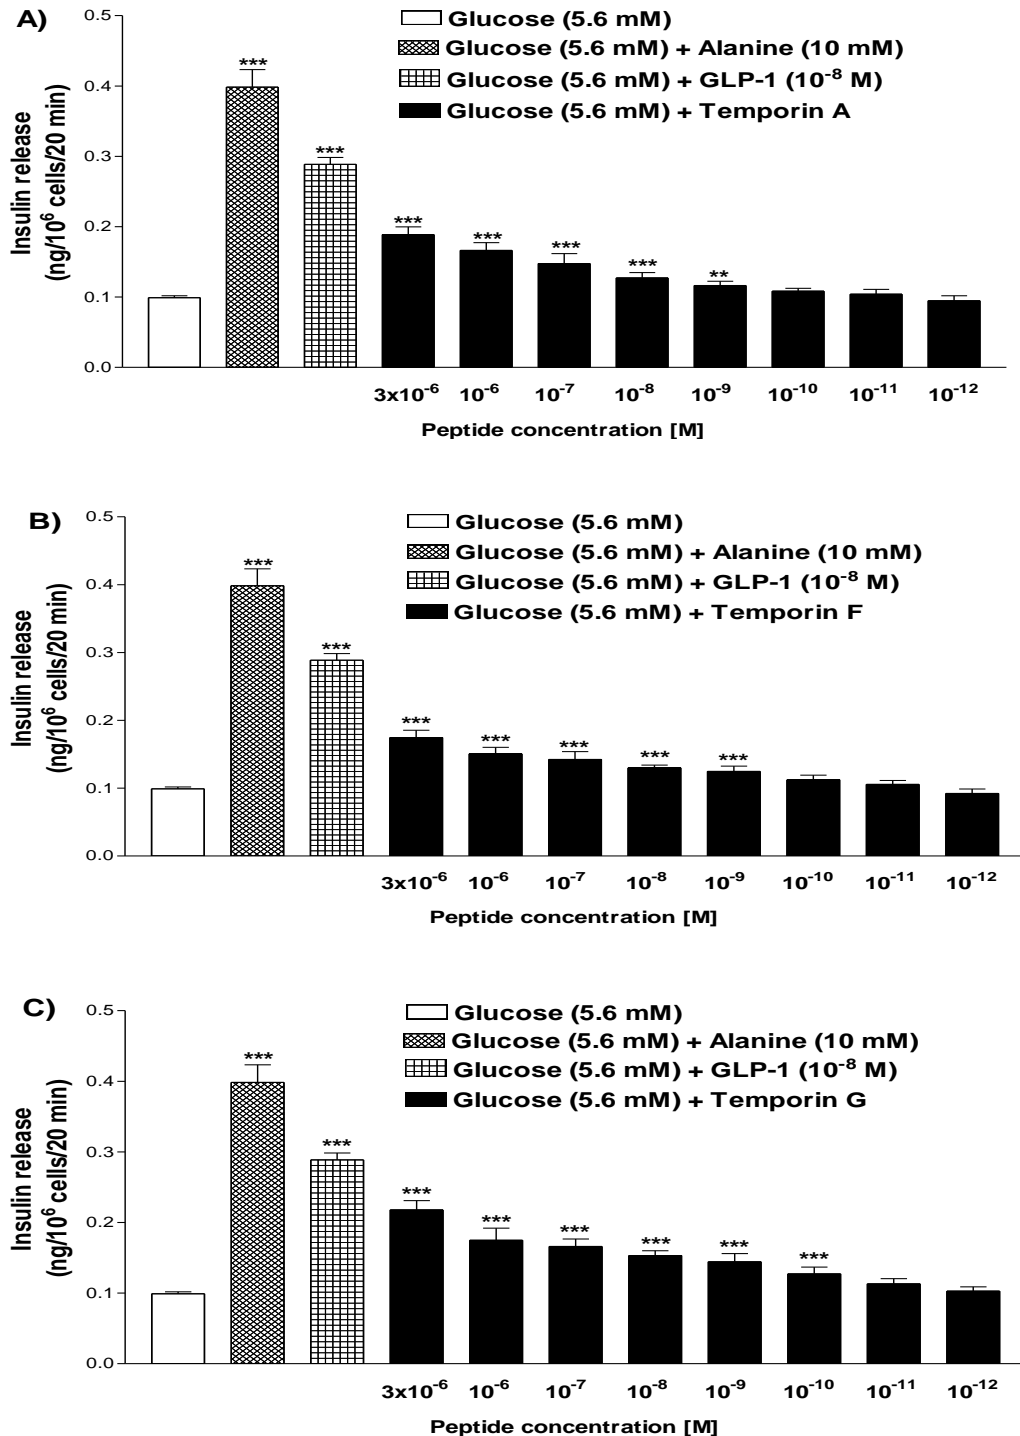 A)
Glucose (5.6 mM)
Glucose (5.6 mM) + Alanine (10 mM)
Glucose (5.6 mM) + GLP-1 (10⁻⁸ M)
Glucose (5.6 mM) + Temporin A
Insulin release
(ng/10⁶ cells/20 min)
0.5
0.4
0.3
0.2
0.1
0.0
*** *** *** *** *** *** **
3x10⁻⁶ 10⁻⁶ 10⁻⁷ 10⁻⁸ 10⁻⁹ 10⁻¹⁰ 10⁻¹¹ 10⁻¹²
Peptide concentration [M]
B)
Glucose (5.6 mM)
Glucose (5.6 mM) + Alanine (10 mM)
Glucose (5.6 mM) + GLP-1 (10⁻⁸ M)
Glucose (5.6 mM) + Temporin F
Insulin release
(ng/10⁶ cells/20 min)
0.5
0.4
0.3
0.2
0.1
0.0
*** *** *** *** *** *** ***
3x10⁻⁶ 10⁻⁶ 10⁻⁷ 10⁻⁸ 10⁻⁹ 10⁻¹⁰ 10⁻¹¹ 10⁻¹²
Peptide concentration [M]
C)
Glucose (5.6 mM)
Glucose (5.6 mM) + Alanine (10 mM)
Glucose (5.6 mM) + GLP-1 (10⁻⁸ M)
Glucose (5.6 mM) + Temporin G
Insulin release
(ng/10⁶ cells/20 min)
0.5
0.4
0.3
0.2
0.1
0.0
*** *** *** *** *** *** *** ***
3x10⁻⁶ 10⁻⁶ 10⁻⁷ 10⁻⁸ 10⁻⁹ 10⁻¹⁰ 10⁻¹¹ 10⁻¹²
Peptide concentration [M]